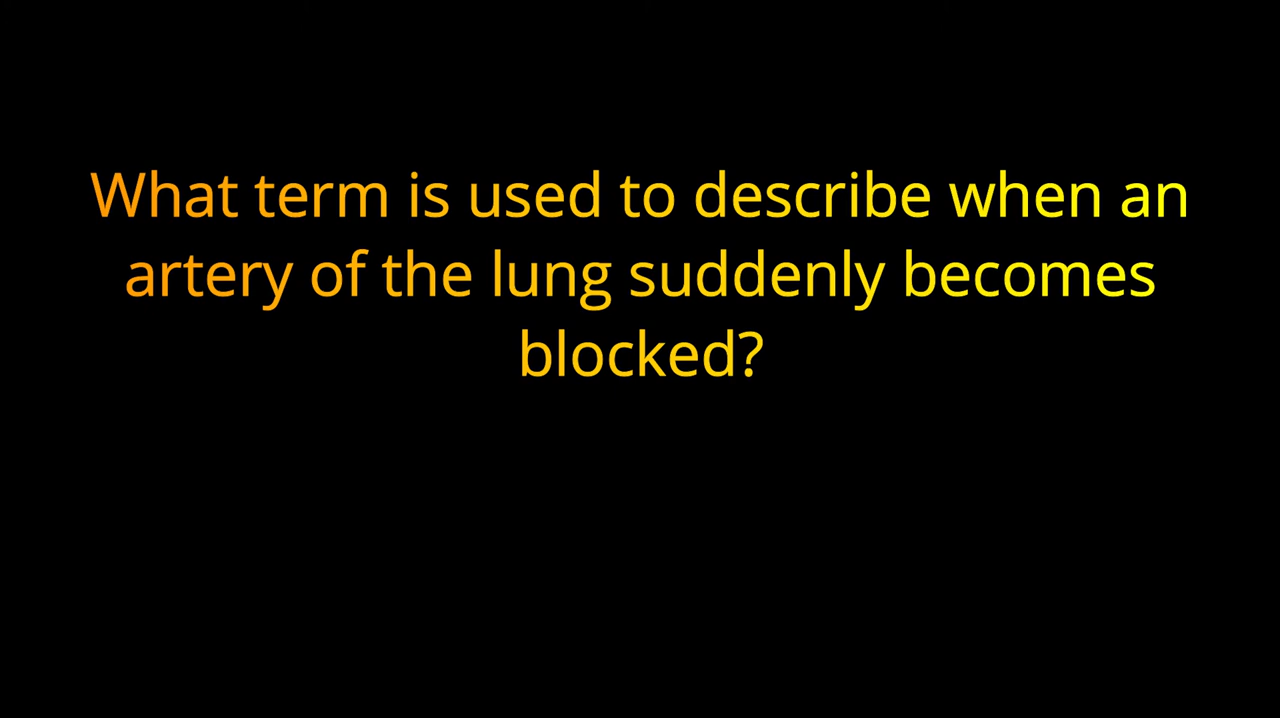 What term is used to describe when an
artery of the lung suddenly becomes
blocked?